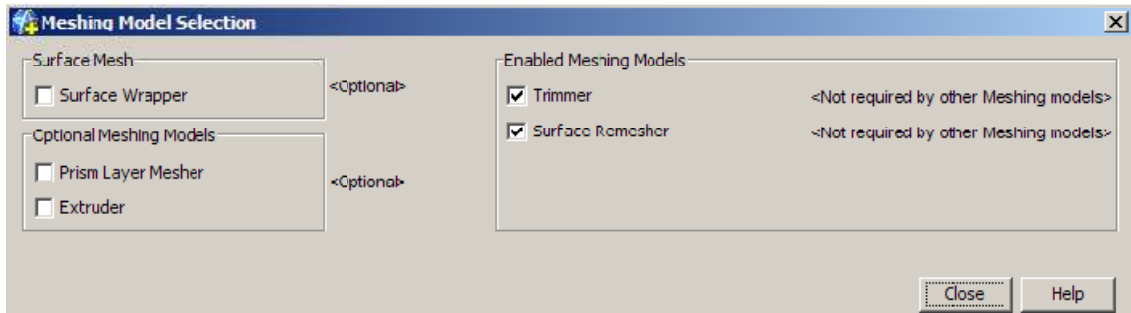 Meshing Model Selection
Surface Mesh
Surface Wrapper
<Optional>
Optional Meshing Models
Prism Layer Mesher
Extruder
<Optional>
Enabled Meshing Models
Trimmer <Not required by other Meshing models>
Surface Remesher <Not required by other Meshing models>
Close Help